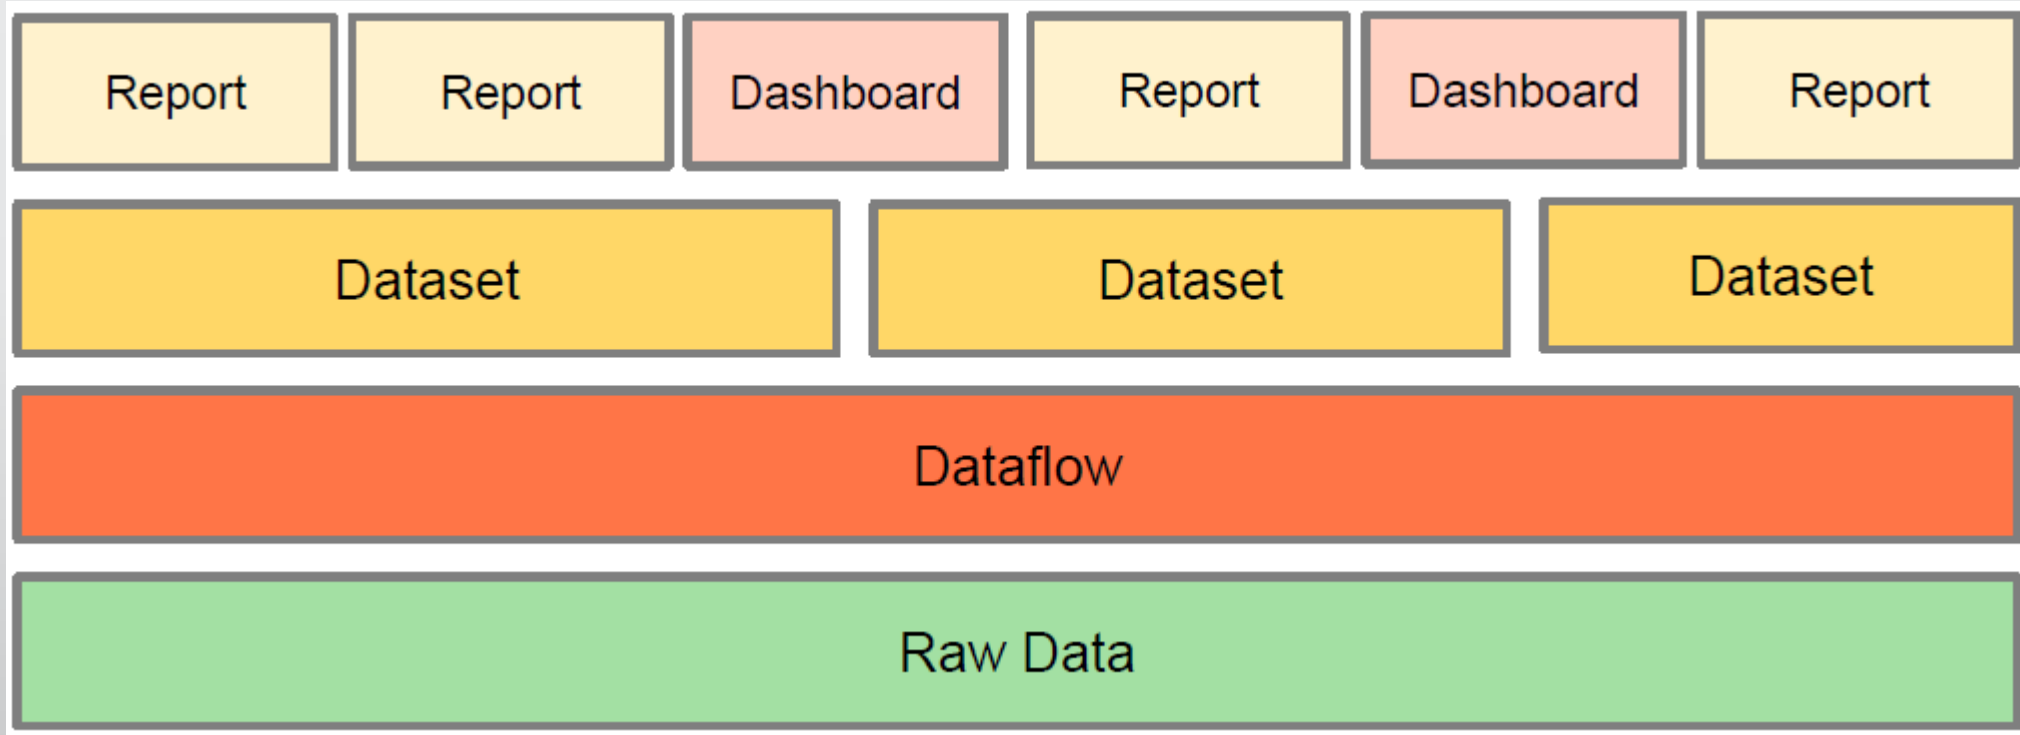 Report
Report
Dashboard
Report
Dashboard
Report
Dataset
Dataset
Dataset
Dataflow
Raw Data